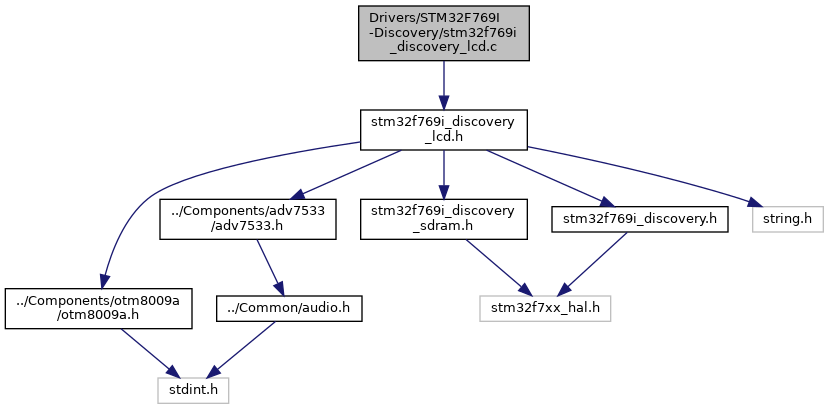 Drivers/STM32F769I
-Discovery/stm32f769i
_discovery_lcd.c
stm32f769i_discovery
_lcd.h
../Components/adv7533
/adv7533.h
stm32f769i_discovery
_sdram.h
stm32f769i_discovery.h
string.h
../Components/otm8009a
/otm8009a.h
../Common/audio.h
stm32f7xx_hal.h
stdint.h